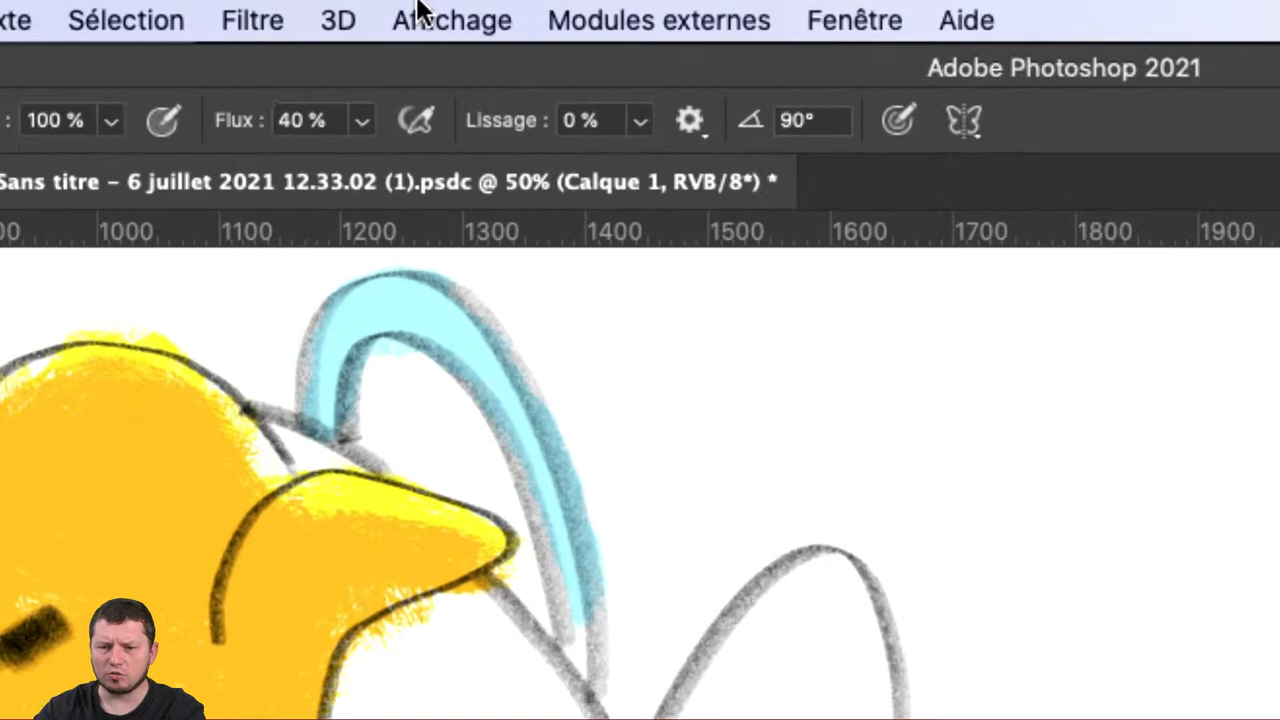 xte Sélection Filtre 3D Affichage Modules externes Fenêtre Aide
Adobe Photoshop 2021
: 100 % Flux : 40 % Lissage : 0 % 90°
Sans titre – 6 juillet 2021 12.33.02 (1).psdc @ 50% (Calque 1, RVB/8*) *
00 1000 1100 1200 1300 1400 1500 1600 1700 1800 1900